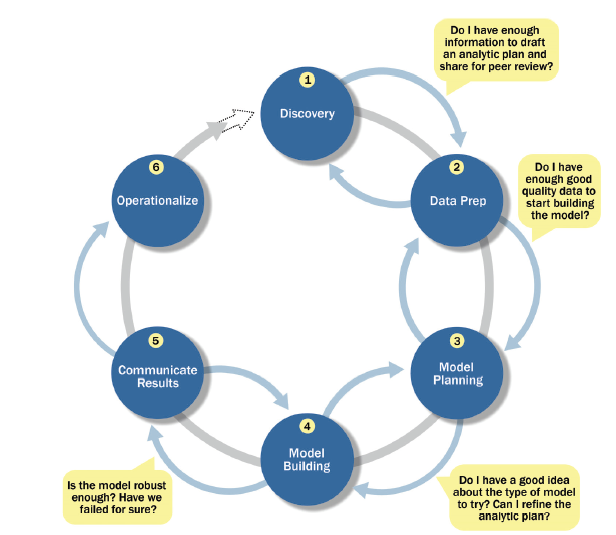 Do I have enough
information to draft
an analytic plan and
share for peer review?
1
Discovery
2
Data Prep
Do I have
enough good
quality data to
start building
the model?
3
Model
Planning
Do I have a good idea
about the type of model
to try? Can I refine the
analytic plan?
4
Model
Building
Is the model robust
enough? Have we
failed for sure?
5
Communicate
Results
6
Operationalize